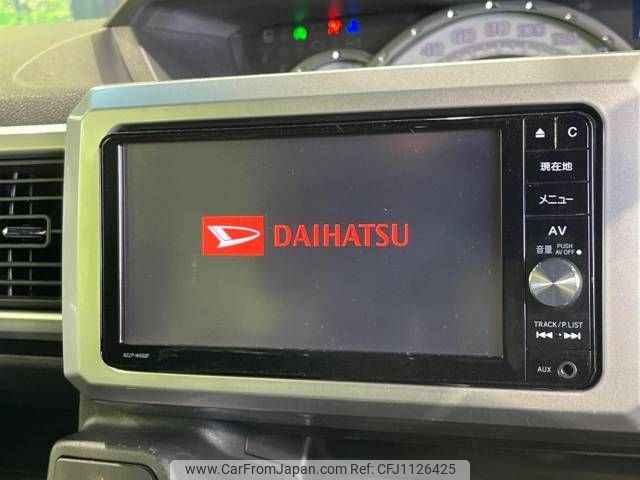 C
現在地
メニュー
AV
音量 PUSH AV OFF
DAIHATSU
TRACK/P.LIST
AUX
www.CarFromJapan.com CFJ1126425